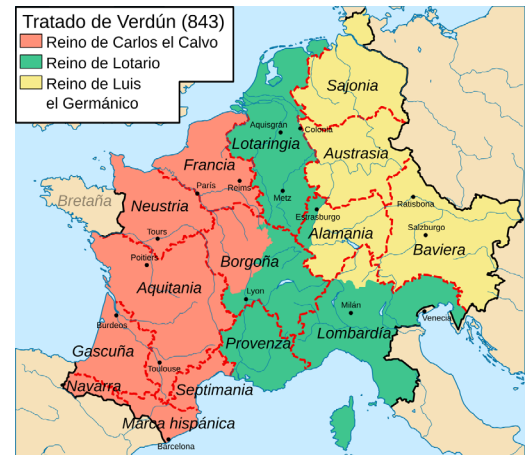 Tratado de Verdún (843)
Reino de Carlos el Calvo
Reino de Lotario
Reino de Luis
el Germánico
Sajonia
Aquisgrán
Colonia
Lotaringia
Austrasia
Francia
París
Reims
Metz
Bretaña
Neustria
Estrasburgo
Ratisbona
Tours
Alamania
Salzburgo
Baviera
Poitiers
Borgoña
Aquitania
Lyon
Milán
Venecia
Burdeos
Provenza
Lombardía
Gascuña
Toulouse
Navarra
Septimania
Marca hispánica
Barcelona